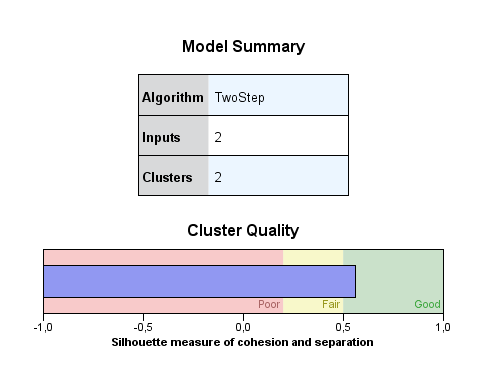 Model Summary
Algorithm TwoStep
Inputs 2
Clusters 2
Cluster Quality
Poor Fair Good
-1,0 -0,5 0,0 0,5 1,0
Silhouette measure of cohesion and separation